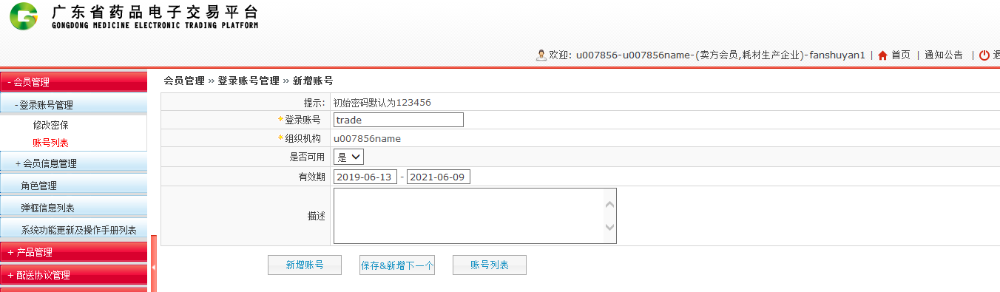 广东省药品电子交易平台
GONGDONG MEDICINE ELECTRONIC TRADING PLATFORM
欢迎: u007856-u007856name-(卖方会员,耗材生产企业)-fanshuyan1 | 首页 | 通知公告 |
- 会员管理
- 登录账号管理
修改密保
账号列表
+ 会员信息管理
角色管理
弹框信息列表
系统功能更新及操作手册列表
+ 产品管理
+ 配送协议管理
会员管理 » 登录账号管理 » 新增账号
提示: 初始密码默认为123456
*登录账号 trade
*组织机构 u007856name
是否可用 是
有效期 2019-06-13 - 2021-06-09
描述
新增账号 保存&新增下一个 账号列表